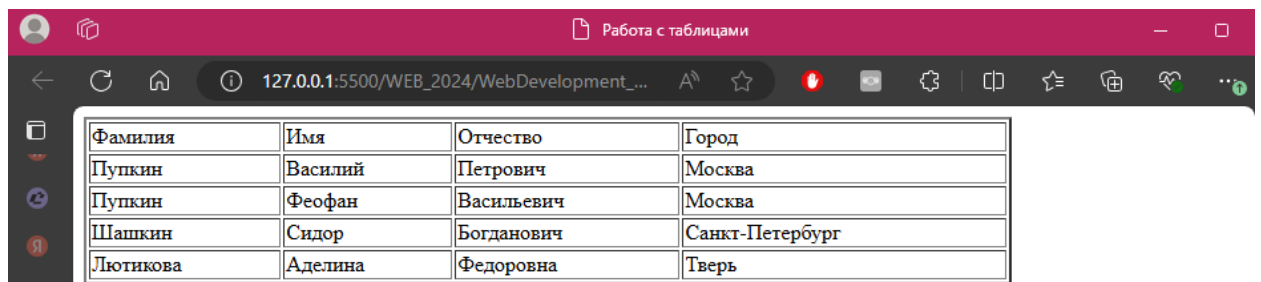 Работа с таблицами
127.0.0.1:5500/WEB_2024/WebDevelopment_...
Фамилия Имя Отчество Город
Пупкин Василий Петрович Москва
Пупкин Феофан Васильевич Москва
Шашкин Сидор Богданович Санкт-Петербург
Лютикова Аделина Федоровна Тверь